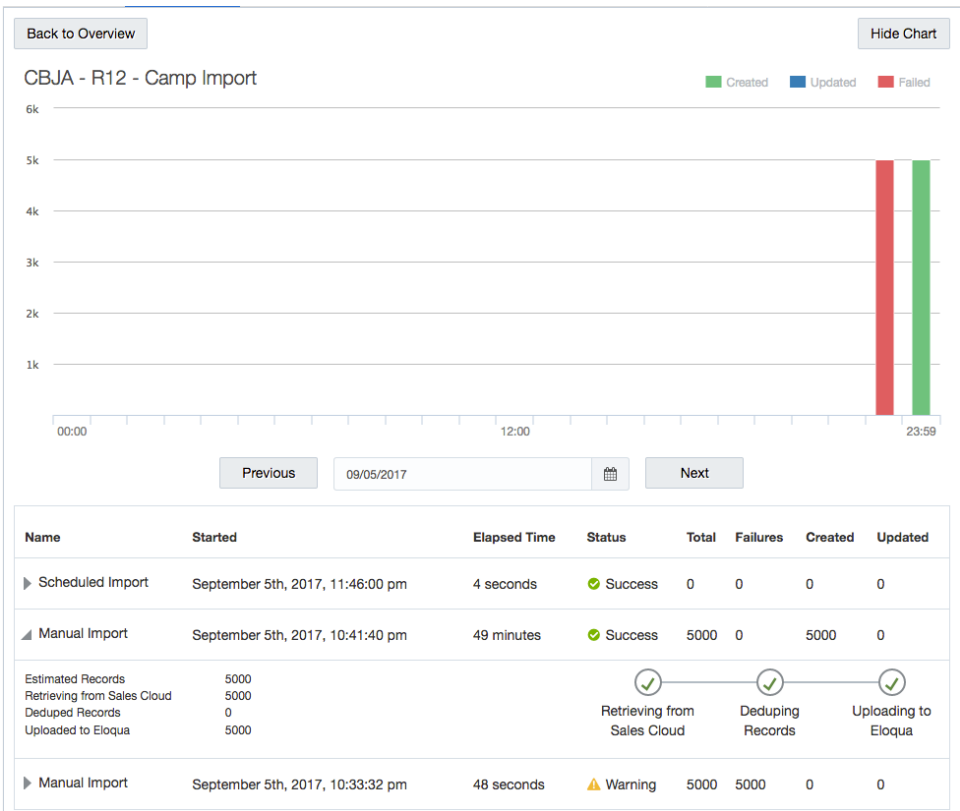 Back to Overview
Hide Chart
CBJA - R12 - Camp Import
Created Updated Failed
6k
5k
4k
3k
2k
1k
00:00 12:00 23:59
Previous 09/05/2017 Next
Name Started Elapsed Time Status Total Failures Created Updated
Scheduled Import September 5th, 2017, 11:46:00 pm 4 seconds Success 0 0 0 0
Manual Import September 5th, 2017, 10:41:40 pm 49 minutes Success 5000 0 5000 0
Estimated Records 5000
Retrieving from Sales Cloud 5000
Deduped Records 0
Uploaded to Eloqua 5000
Retrieving from Deduping Uploading to
Sales Cloud Records Eloqua
Manual Import September 5th, 2017, 10:33:32 pm 48 seconds Warning 5000 5000 0 0